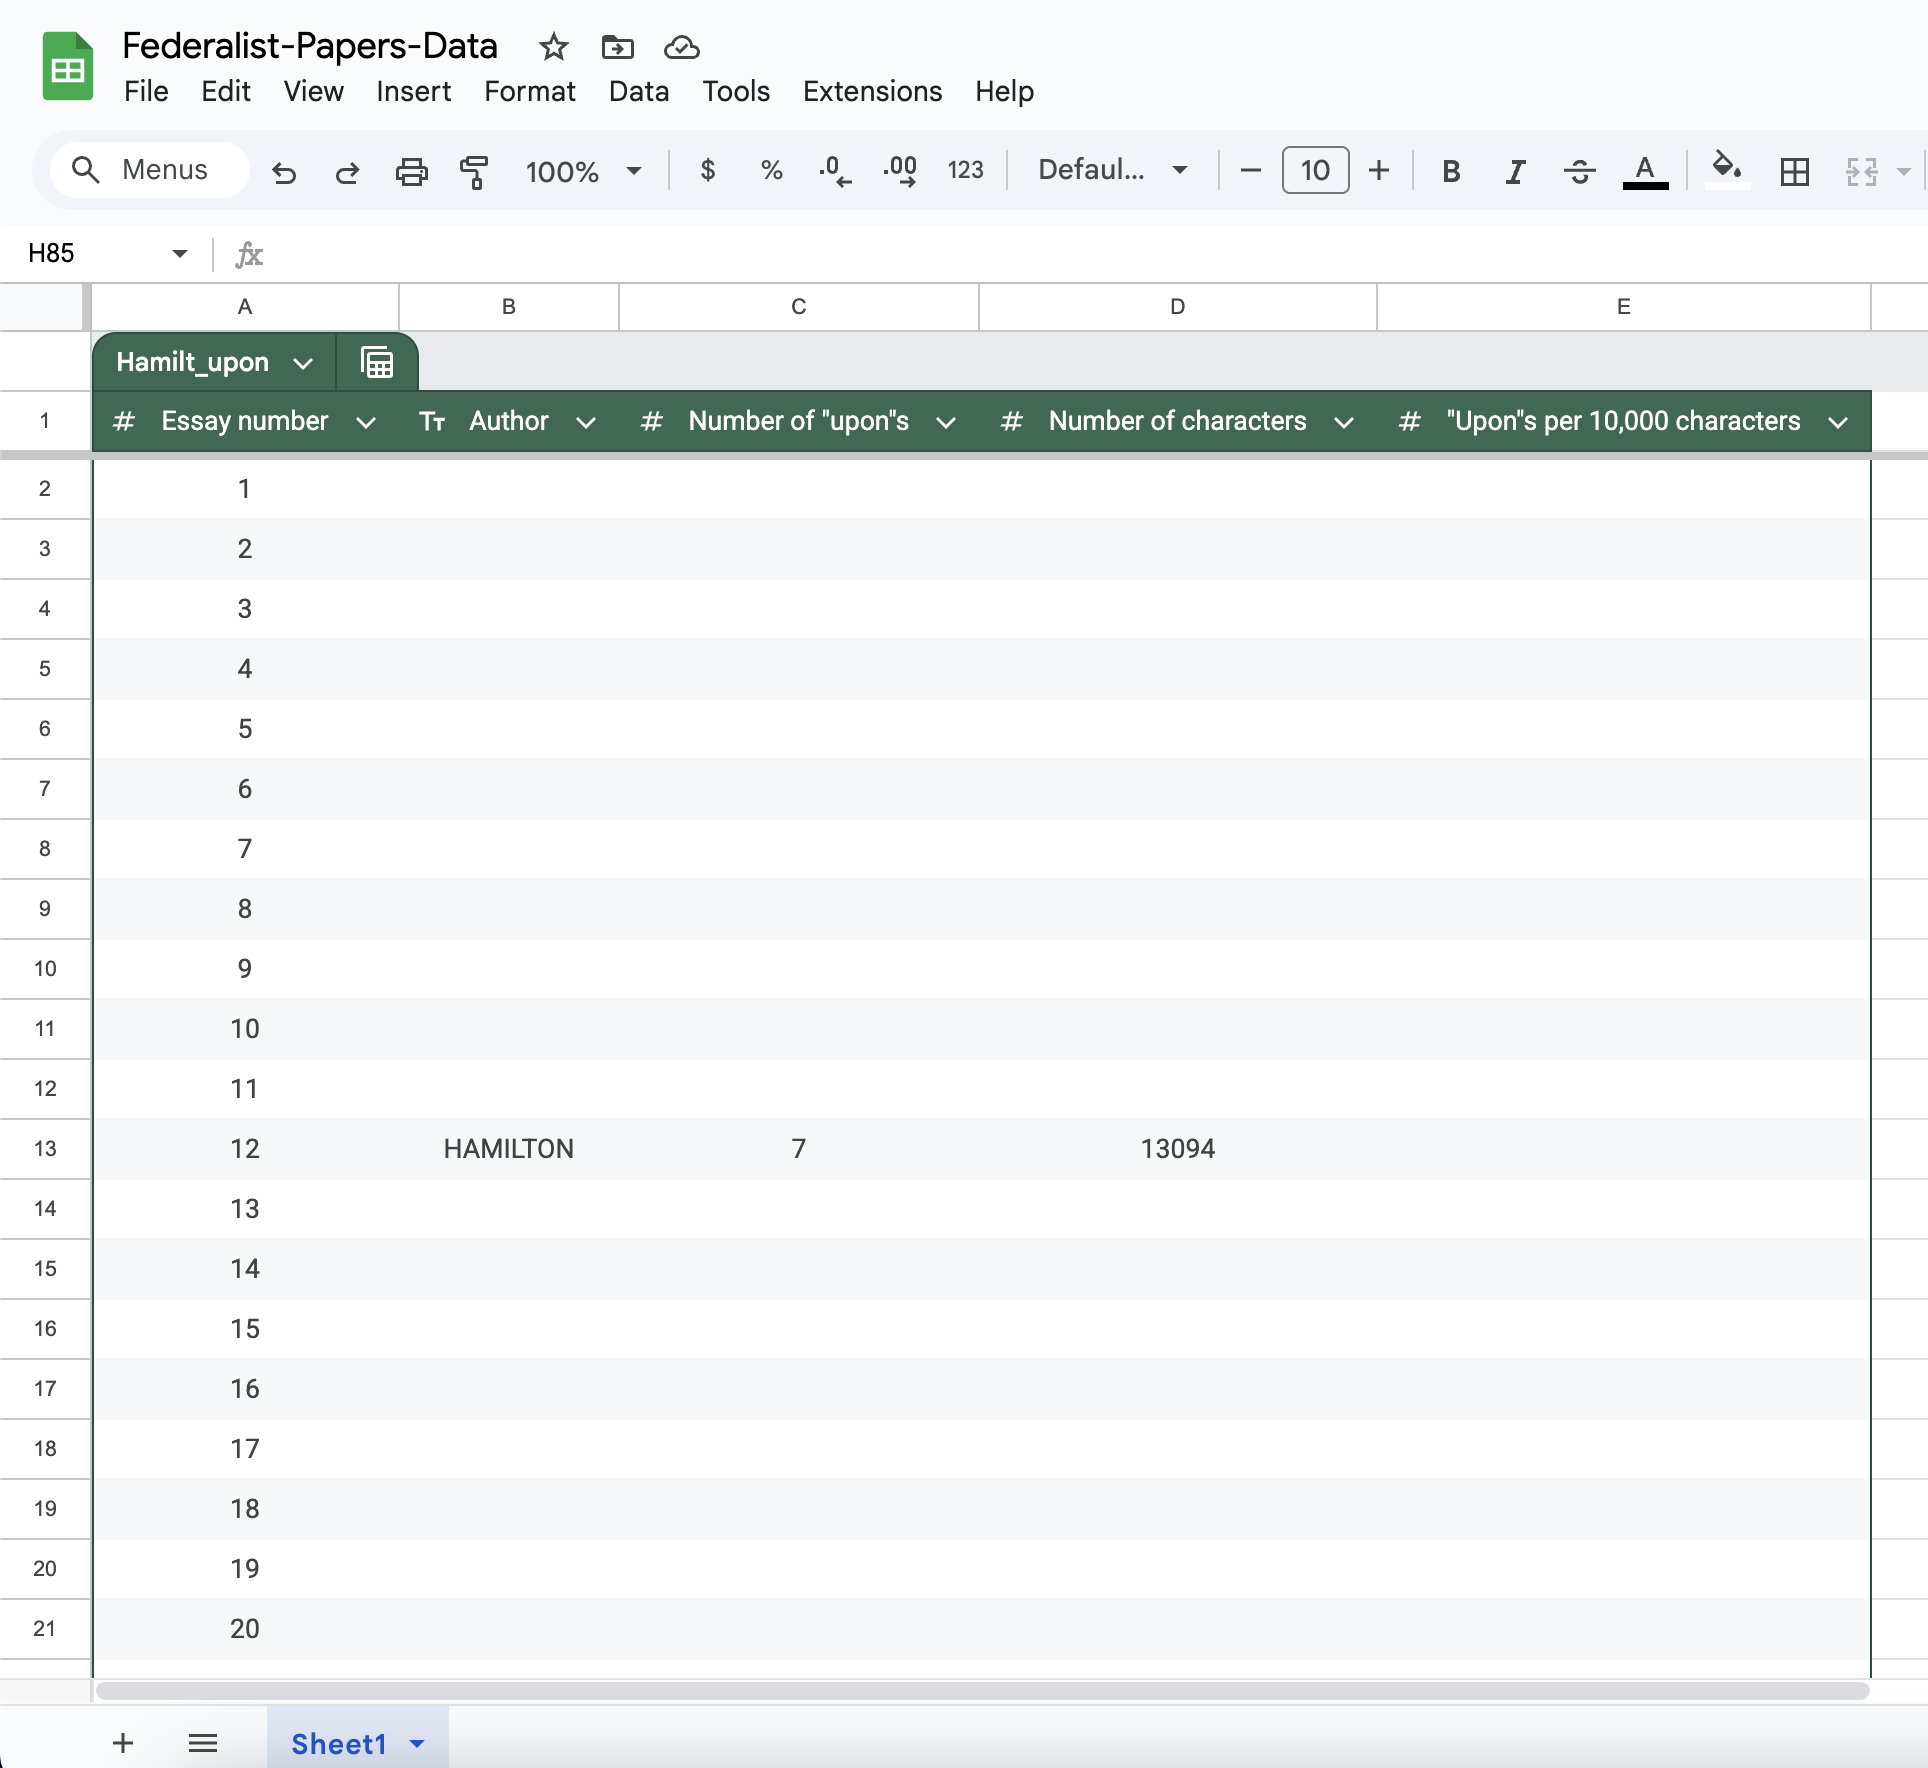 Federalist-Papers-Data
File Edit View Insert Format Data Tools Extensions Help
Menus 100% $ % .0 .00 123 Defaul... 10 B I S A
H85 fx
A B C D E
Hamilt_upon
1 # Essay number Tт Author # Number of "upon"s # Number of characters # "Upon"s per 10,000 characters
2 1
3 2
4 3
5 4
6 5
7 6
8 7
9 8
10 9
11 10
12 11
13 12 HAMILTON 7 13094
14 13
15 14
16 15
17 16
18 17
19 18
20 19
21 20
+ Sheet1